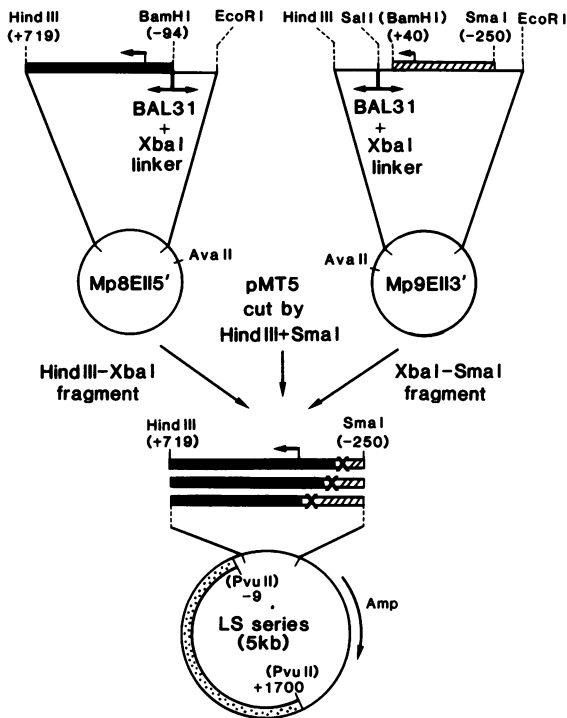 Hind III (+719)
BamH I (-94)
EcoR I
Hind III
Sal I (BamH I) (+40)
Sma I (-250)
EcoR I
BAL31
+
Xba I
linker
BAL31
+
Xba I
linker
Ava II
Mp8EII5'
Ava II
Mp9EII3'
pMT5
cut by
Hind III+Sma I
Hind III-Xba I
fragment
Xba I-Sma I
fragment
Hind III
(+719)
Sma I
(-250)
(Pvu II)
-9
Amp
LS series
(5kb)
(Pvu II)
+1700